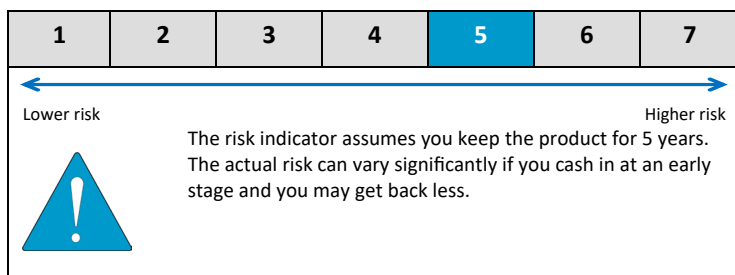 1 2 3 4 5 6 7
Lower risk Higher risk
The risk indicator assumes you keep the product for 5 years.
The actual risk can vary significantly if you cash in at an early
stage and you may get back less.
!